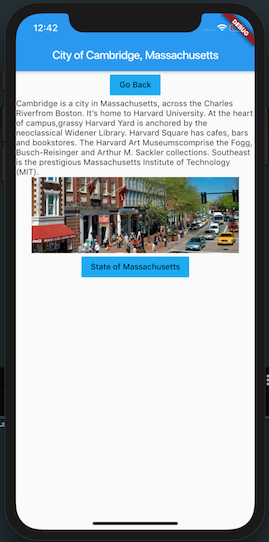 12:42
DEBUG
City of Cambridge, Massachusetts
Go Back
Cambridge is a city in Massachusetts, across the Charles
Riverfrom Boston. It's home to Harvard University. At the heart
of campus,grassy Harvard Yard is anchored by the
neoclassical Widener Library. Harvard Square has cafes, bars
and bookstores. The Harvard Art Museumscomprise the Fogg,
Busch-Reisinger and Arthur M. Sackler collections. Southeast
is the prestigious Massachusetts Institute of Technology
(MIT).
State of Massachusetts